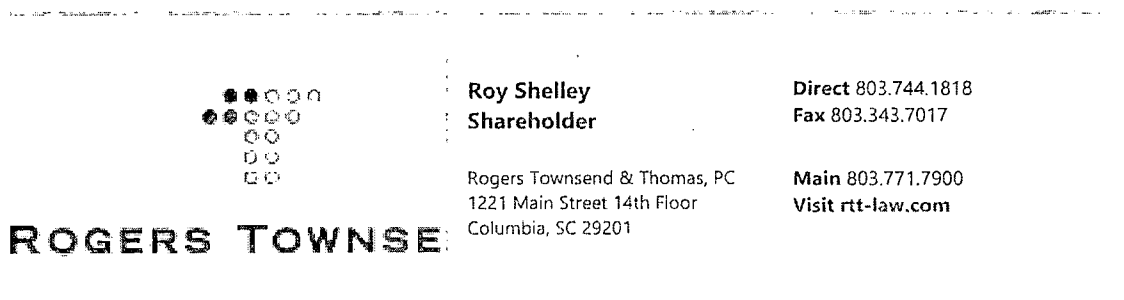 ROGERS TOWNSE
Roy Shelley
Shareholder
Rogers Townsend & Thomas, PC
1221 Main Street 14th Floor
Columbia, SC 29201
Direct 803.744.1818
Fax 803.343.7017
Main 803.771.7900
Visit rtt-law.com